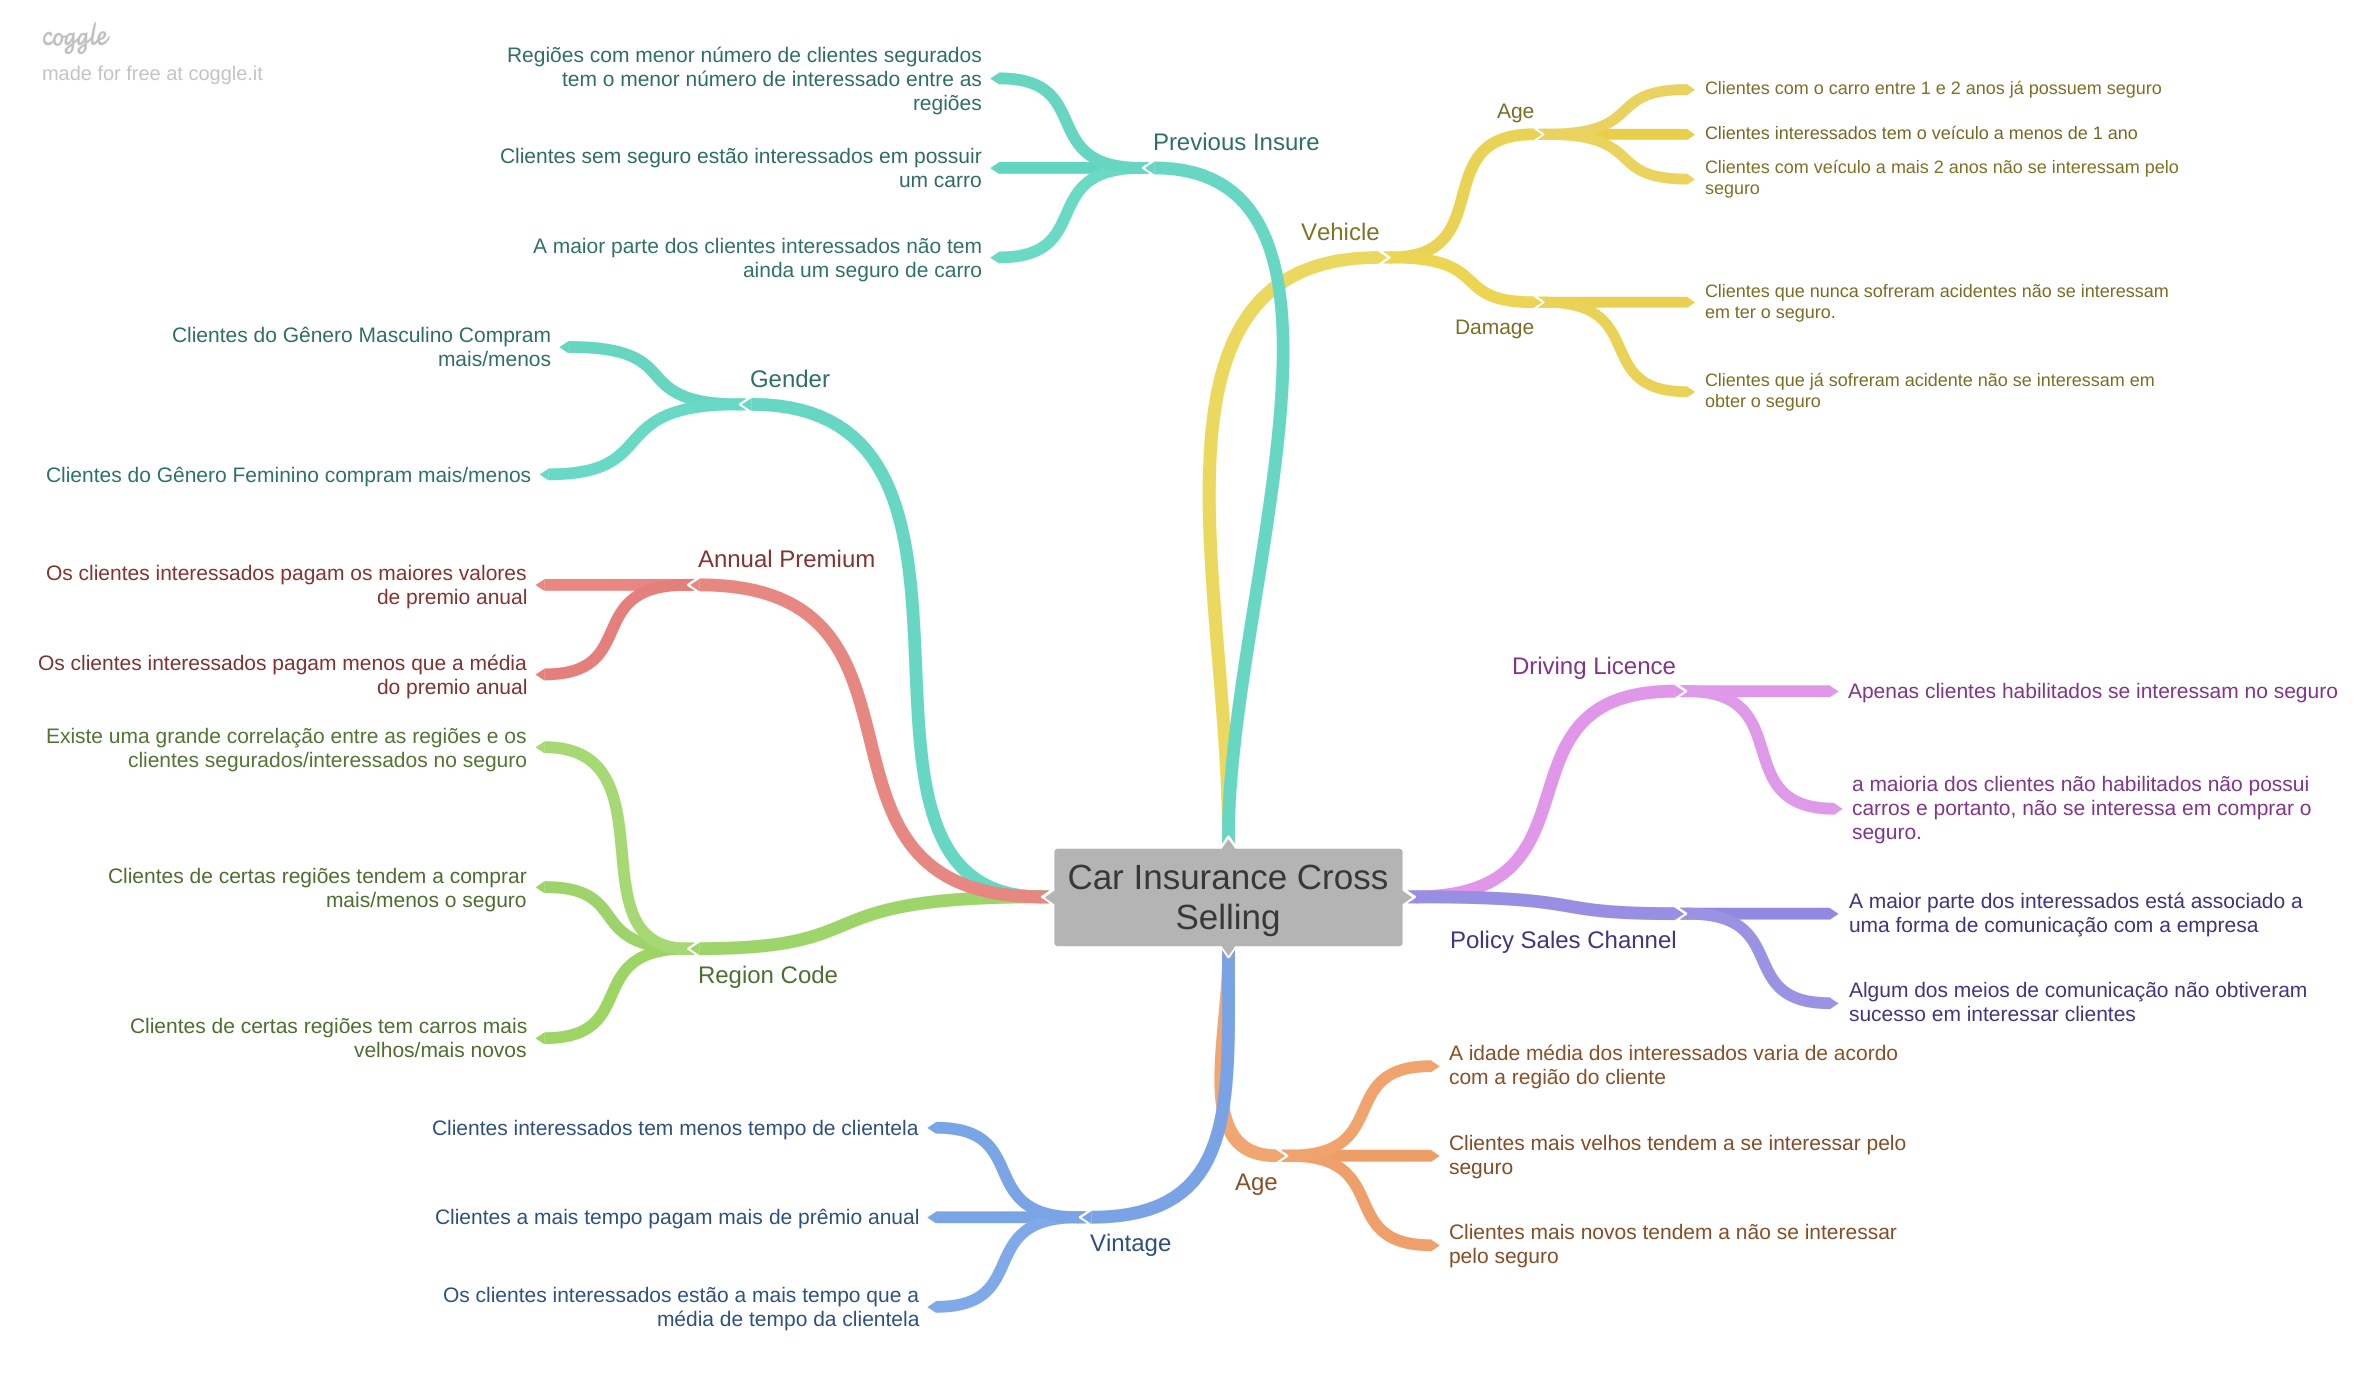 coggle
made for free at coggle.it
Regiões com menor número de clientes segurados
tem o menor número de interessado entre as
regiões
Clientes sem seguro estão interessados em possuir
um carro
A maior parte dos clientes interessados não tem
ainda um seguro de carro
Previous Insure
Clientes do Gênero Masculino Compram
mais/menos
Clientes do Gênero Feminino compram mais/menos
Gender
Os clientes interessados pagam os maiores valores
de premio anual
Os clientes interessados pagam menos que a média
do premio anual
Annual Premium
Existe uma grande correlação entre as regiões e os
clientes segurados/interessados no seguro
Clientes de certas regiões tendem a comprar
mais/menos o seguro
Clientes de certas regiões tem carros mais
velhos/mais novos
Region Code
Clientes interessados tem menos tempo de clientela
Clientes a mais tempo pagam mais de prêmio anual
Os clientes interessados estão a mais tempo que a
média de tempo da clientela
Vintage
Car Insurance Cross
Selling
Vehicle
Age
Clientes com o carro entre 1 e 2 anos já possuem seguro
Clientes interessados tem o veículo a menos de 1 ano
Clientes com veículo a mais 2 anos não se interessam pelo
seguro
Damage
Clientes que nunca sofreram acidentes não se interessam
em ter o seguro.
Clientes que já sofreram acidente não se interessam em
obter o seguro
Driving Licence
Apenas clientes habilitados se interessam no seguro
a maioria dos clientes não habilitados não possui
carros e portanto, não se interessa em comprar o
seguro.
Policy Sales Channel
A maior parte dos interessados está associado a
uma forma de comunicação com a empresa
Algum dos meios de comunicação não obtiveram
sucesso em interessar clientes
Age
A idade média dos interessados varia de acordo
com a região do cliente
Clientes mais velhos tendem a se interessar pelo
seguro
Clientes mais novos tendem a não se interessar
pelo seguro